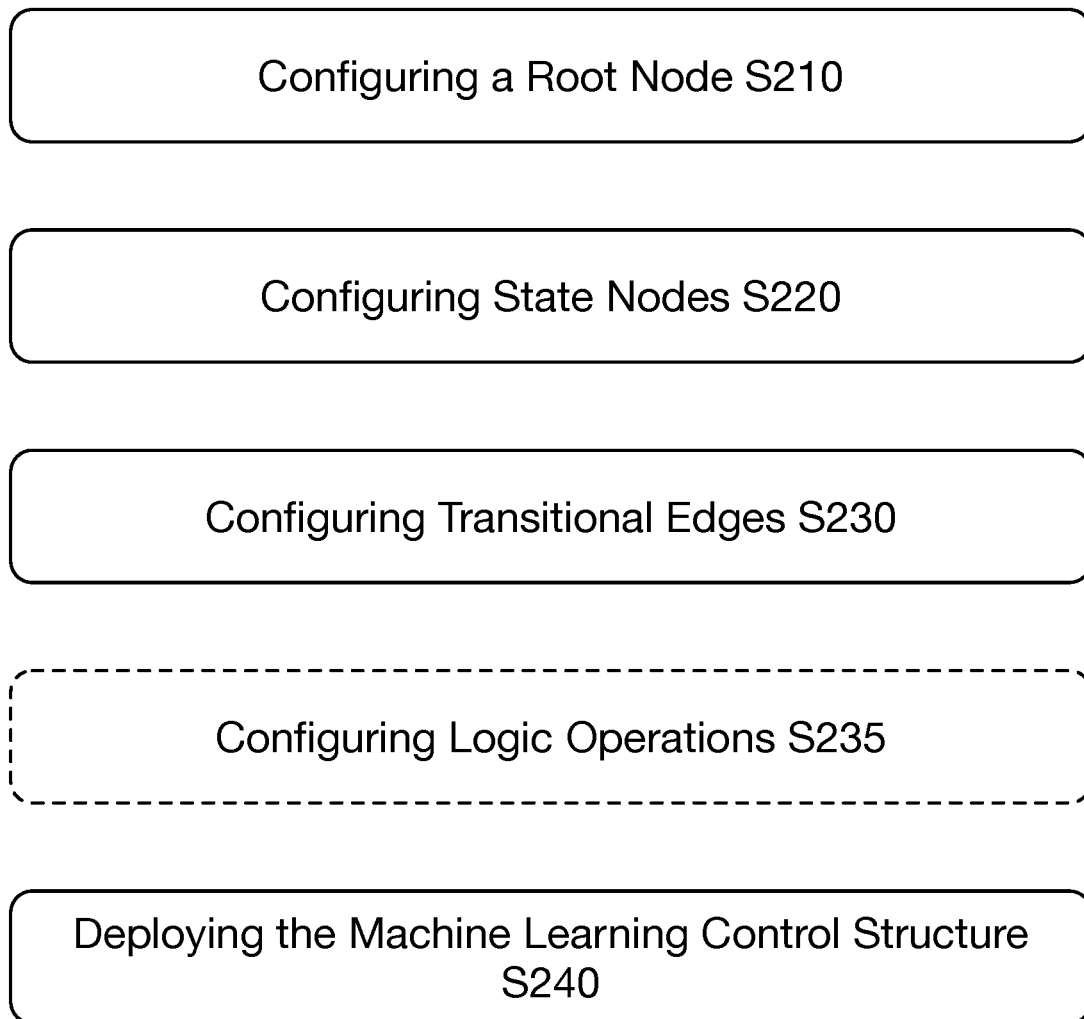 Configuring a Root Node S210
Configuring State Nodes S220
Configuring Transitional Edges S230
Configuring Logic Operations S235
Deploying the Machine Learning Control Structure
S240